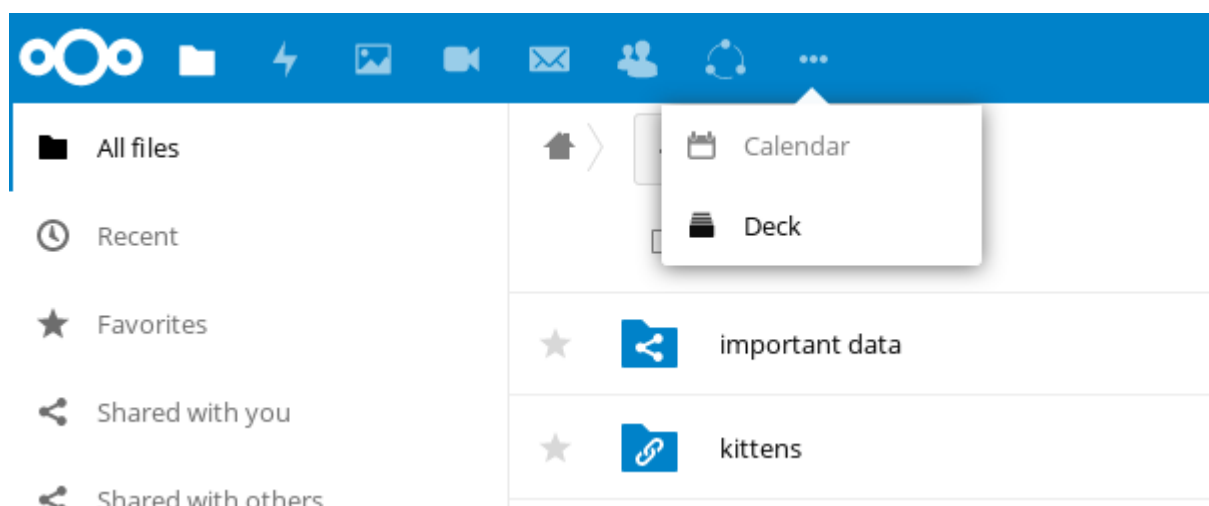 All files
Recent
Favorites
Shared with you
Shared with others
Calendar
Deck
important data
kittens